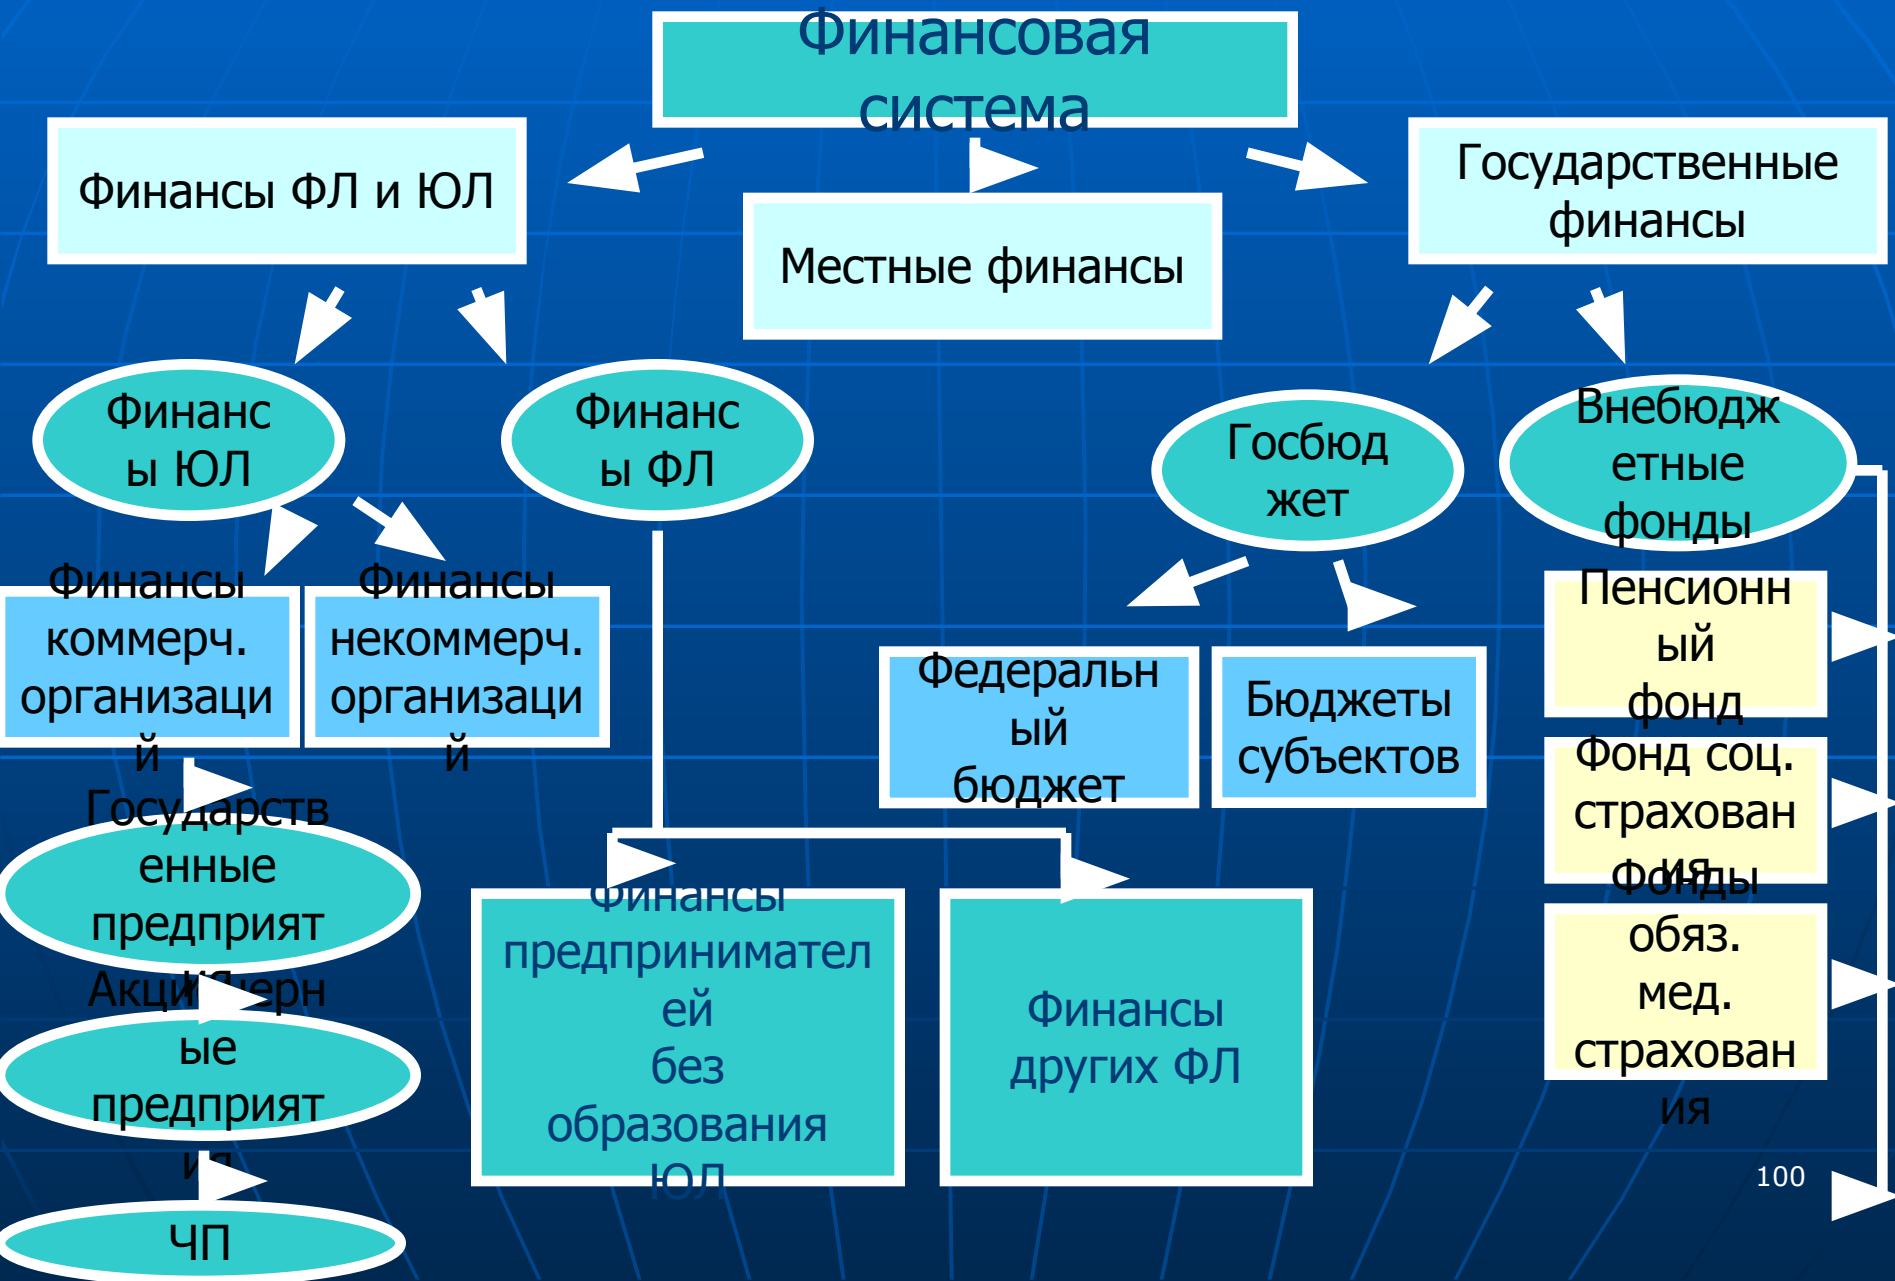 Финансовая
система
Финансы ФЛ и ЮЛ
Местные финансы
Государственные
финансы
Финанс
ы ЮЛ
Финанс
ы ФЛ
Госбюд
жет
Внебюдж
етные
фонды
Финансы
коммерч.
организаци
й
Финансы
некоммерч.
организаци
й
Федеральн
ый
бюджет
Бюджеты
субъектов
Пенсионн
ый
фонд
Фонд соц.
страхован
ия
Фонды
обяз.
мед.
страхован
ия
Государств
енные
предприят
ия
Акционерн
ые
предприят
ия
ЧП
Финансы
предпринимател
ей
без
образования
ЮЛ
Финансы
других ФЛ
100